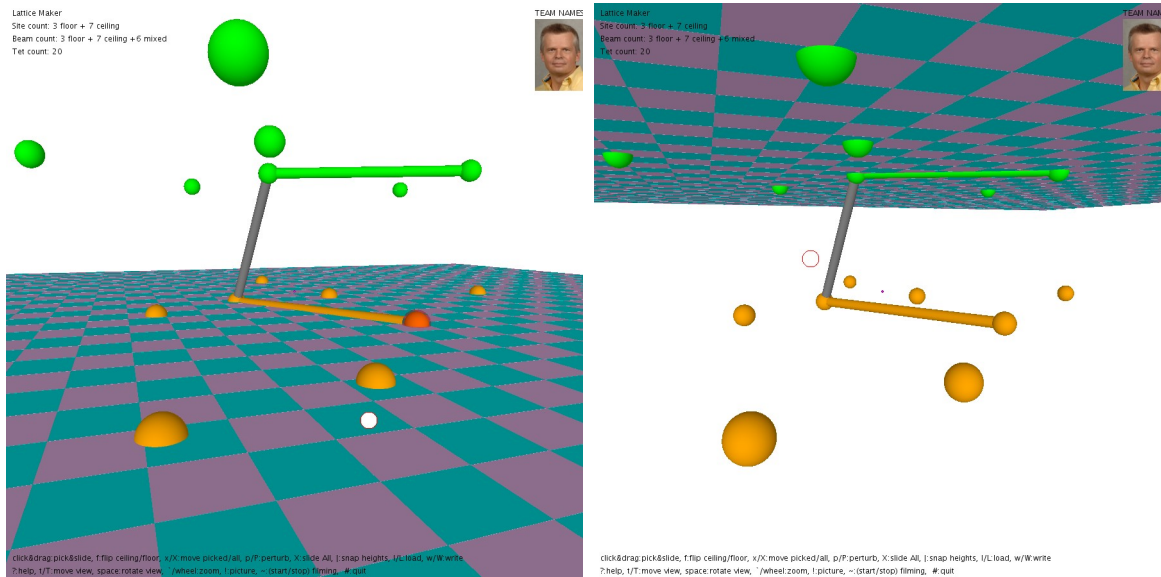 Lattice Maker
Site count: 3 floor + 7 ceiling
Beam count: 3 floor + 7 ceiling +6 mixed
Tet count: 20
TEAM NAMES
click&drag:pick&slide, f:flip ceiling/floor, x/X:move picked/all, p/P:perturb, X:slide All, J:snap heights, l/L:load, w/W:write
?:help, t/T:move view, space:rotate view, `/wheel:zoom, !:picture, ~:(start/stop) filming, #:quit
Lattice Maker
Site count: 3 floor + 7 ceiling
Beam count: 3 floor + 7 ceiling +6 mixed
Tet count: 20
TEAM NAM
click&drag:pick&slide, f:flip ceiling/floor, x/X:move picked/all, p/P:perturb, X:slide All, J:snap heights, l/L:load, w/W:write
?:help, t/T:move view, space:rotate view, `/wheel:zoom, !:picture, ~:(start/stop) filming, #:quit